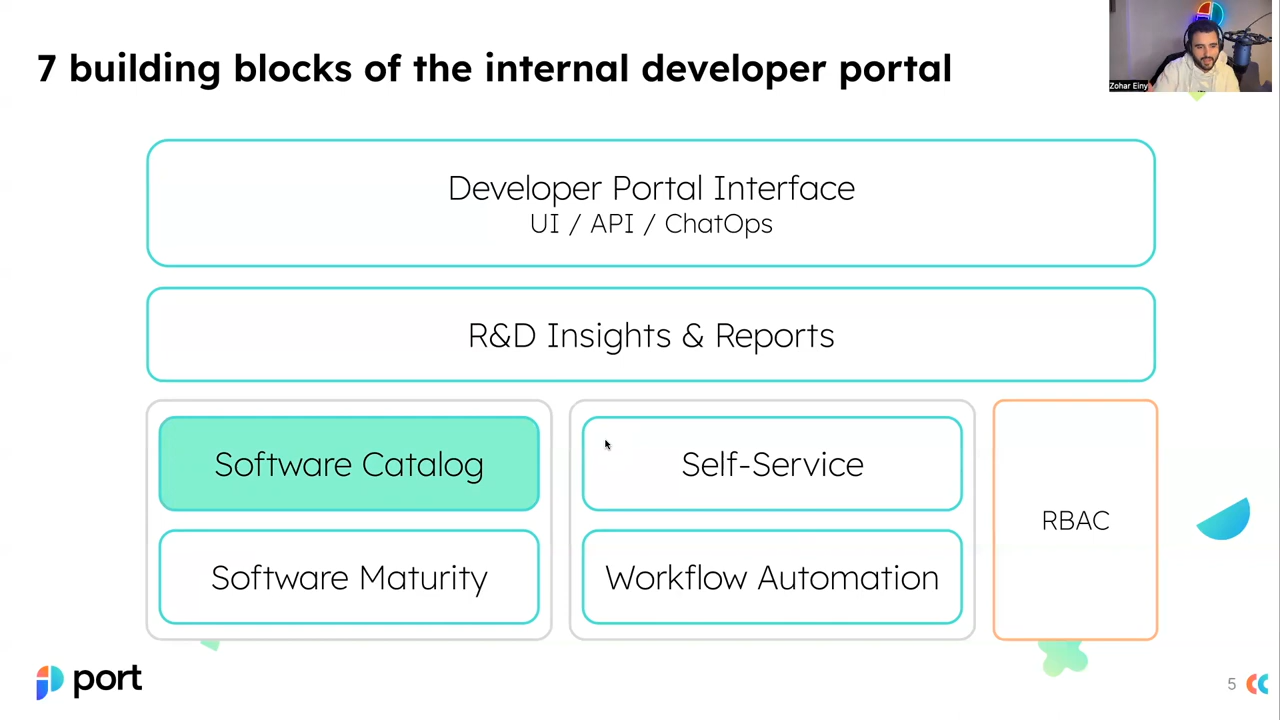 7 building blocks of the internal developer portal
Zohar Einy
Developer Portal Interface
UI / API / ChatOps
R&D Insights & Reports
Software Catalog
Self-Service
RBAC
Software Maturity
Workflow Automation
port
5